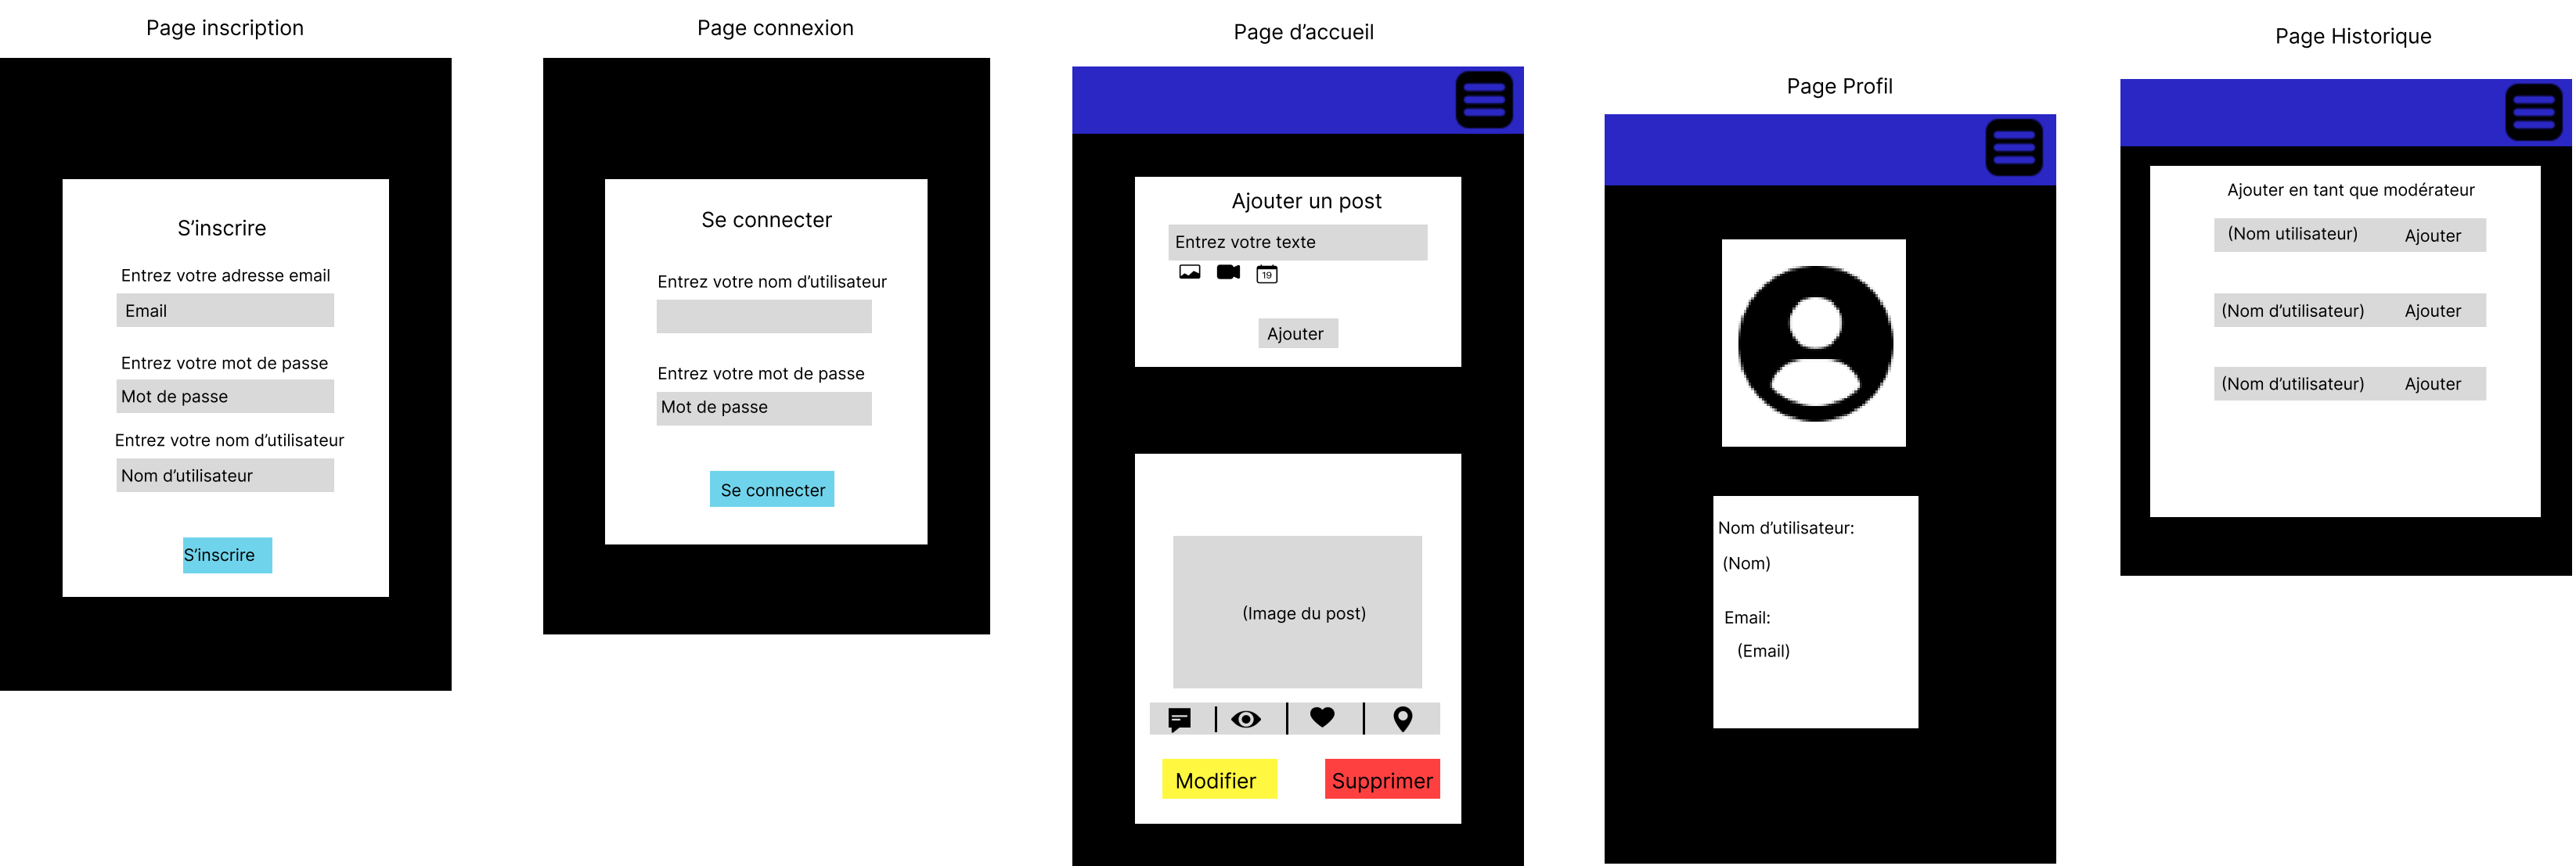 Page inscription
S’inscrire
Entrez votre adresse email
Email
Entrez votre mot de passe
Mot de passe
Entrez votre nom d’utilisateur
Nom d’utilisateur
S’inscrire
Page connexion
Se connecter
Entrez votre nom d’utilisateur
Entrez votre mot de passe
Mot de passe
Se connecter
Page d’accueil
Ajouter un post
Entrez votre texte
19
Ajouter
(Image du post)
Modifier
Supprimer
Page Profil
Nom d’utilisateur:
(Nom)
Email:
(Email)
Page Historique
Ajouter en tant que modérateur
(Nom utilisateur) Ajouter
(Nom d’utilisateur) Ajouter
(Nom d’utilisateur) Ajouter